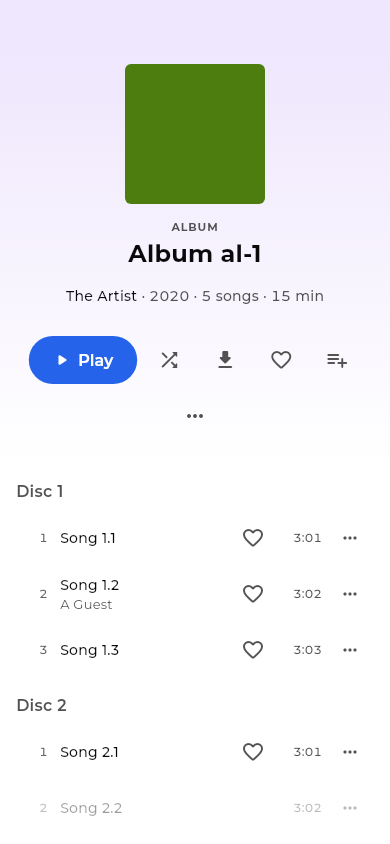 ALBUM
Album al-1
The Artist · 2020 · 5 songs · 15 min
Play
Disc 1
1 Song 1.1 3:01
2 Song 1.2 3:02
A Guest
3 Song 1.3 3:03
Disc 2
1 Song 2.1 3:01
2 Song 2.2 3:02